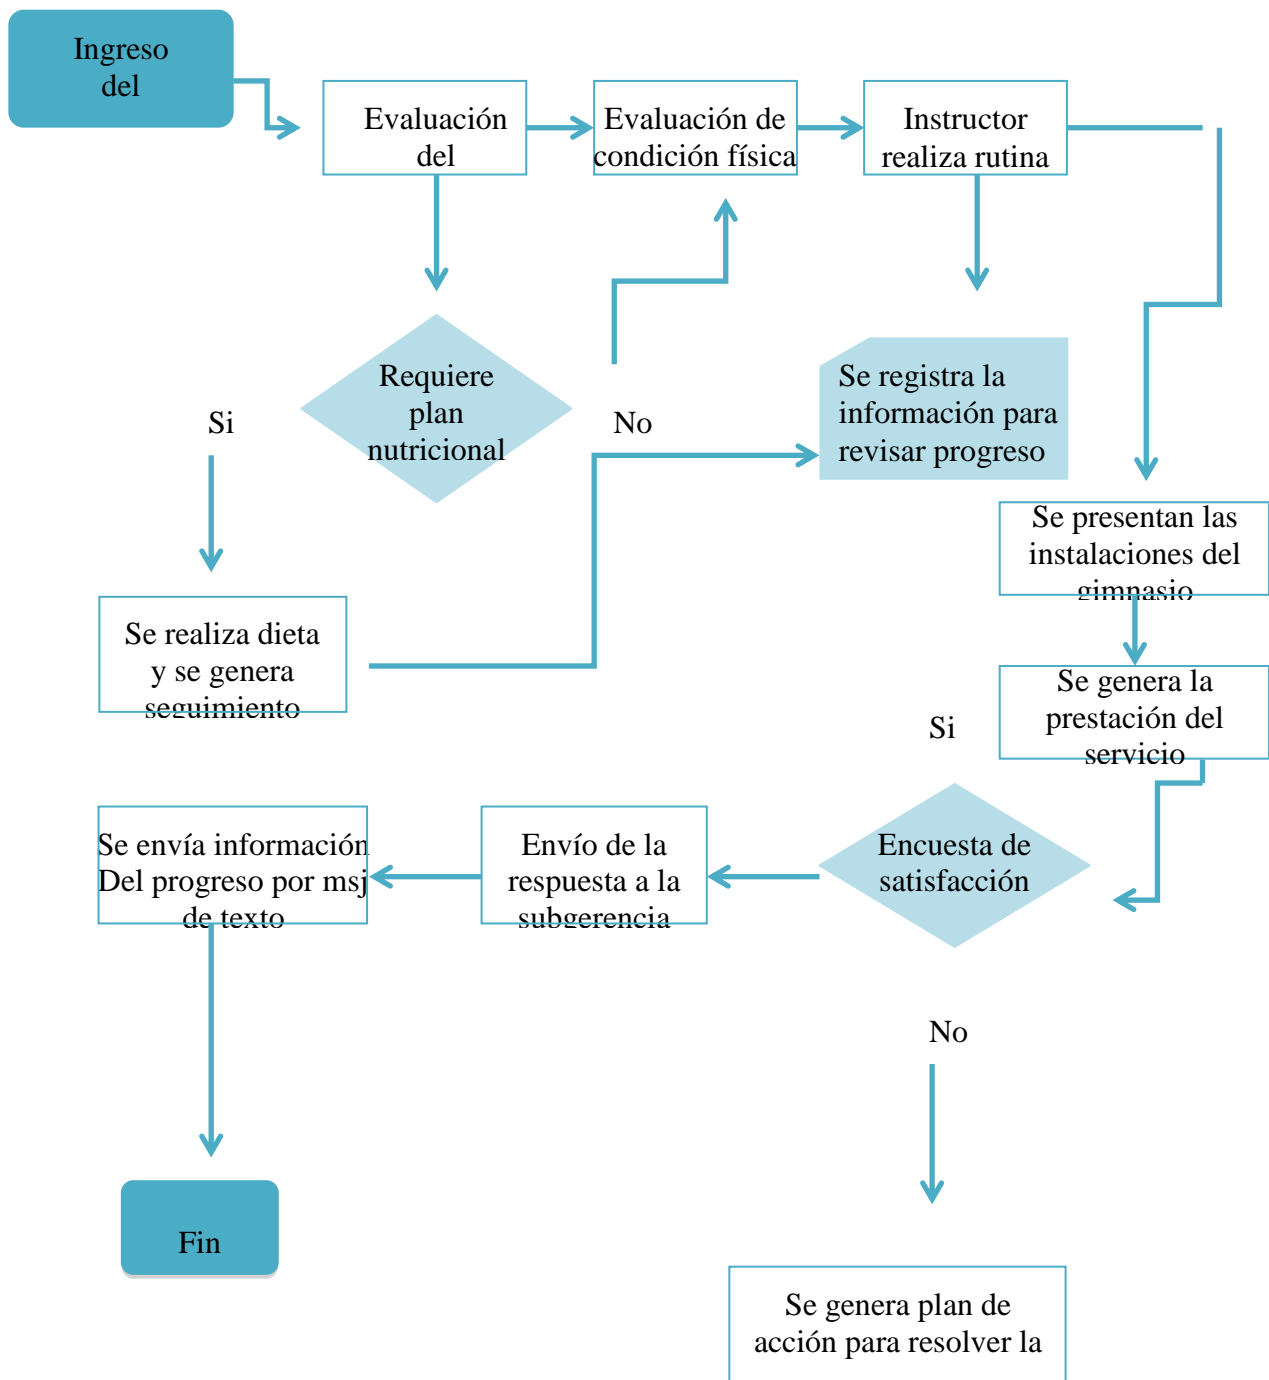 Ingreso
del
Evaluación
del
Evaluación de
condición física
Instructor
realiza rutina
Requiere
plan
nutricional
Si
No
Se registra la
información para
revisar progreso
Se presentan las
instalaciones del
gimnasio
Se realiza dieta
y se genera
seguimiento
Se genera la
prestación del
servicio
Si
Encuesta de
satisfacción
Envío de la
respuesta a la
subgerencia
Se envía información
Del progreso por msj
de texto
No
Fin
Se genera plan de
acción para resolver la